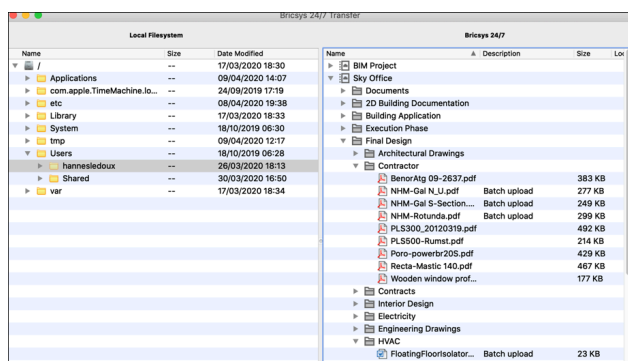 Bricsys 24/7 Transfer
Local Filesystem
Name Size Date Modified
/ -- 17/03/2020 18:30
Applications -- 09/04/2020 14:07
com.apple.TimeMachine.lo... -- 24/09/2019 17:19
etc -- 08/04/2020 19:38
Library -- 17/03/2020 18:33
System -- 18/10/2019 06:30
tmp -- 09/04/2020 12:17
Users -- 18/10/2019 06:28
hannesledoux -- 26/03/2020 18:13
Shared -- 30/03/2020 16:50
var -- 17/03/2020 18:34
Bricsys 24/7
Name Description Size Loc
BIM Project
Sky Office
Documents
2D Building Documentation
Building Application
Execution Phase
Final Design
Architectural Drawings
Contractor
BenorAtg 09-2637.pdf 383 KB
NHM-Gal N_U.pdf Batch upload 277 KB
NHM-Gal S-Section.... Batch upload 249 KB
NHM-Rotunda.pdf Batch upload 299 KB
PLS300_20120319.pdf 492 KB
PLS500-Rumst.pdf 214 KB
Poro-powerbr20S.pdf 429 KB
Recta-Mastic 140.pdf 467 KB
Wooden window prof... 177 KB
Contracts
Interior Design
Electricity
Engineering Drawings
HVAC
FloatingFloorIsolator... Batch upload 23 KB